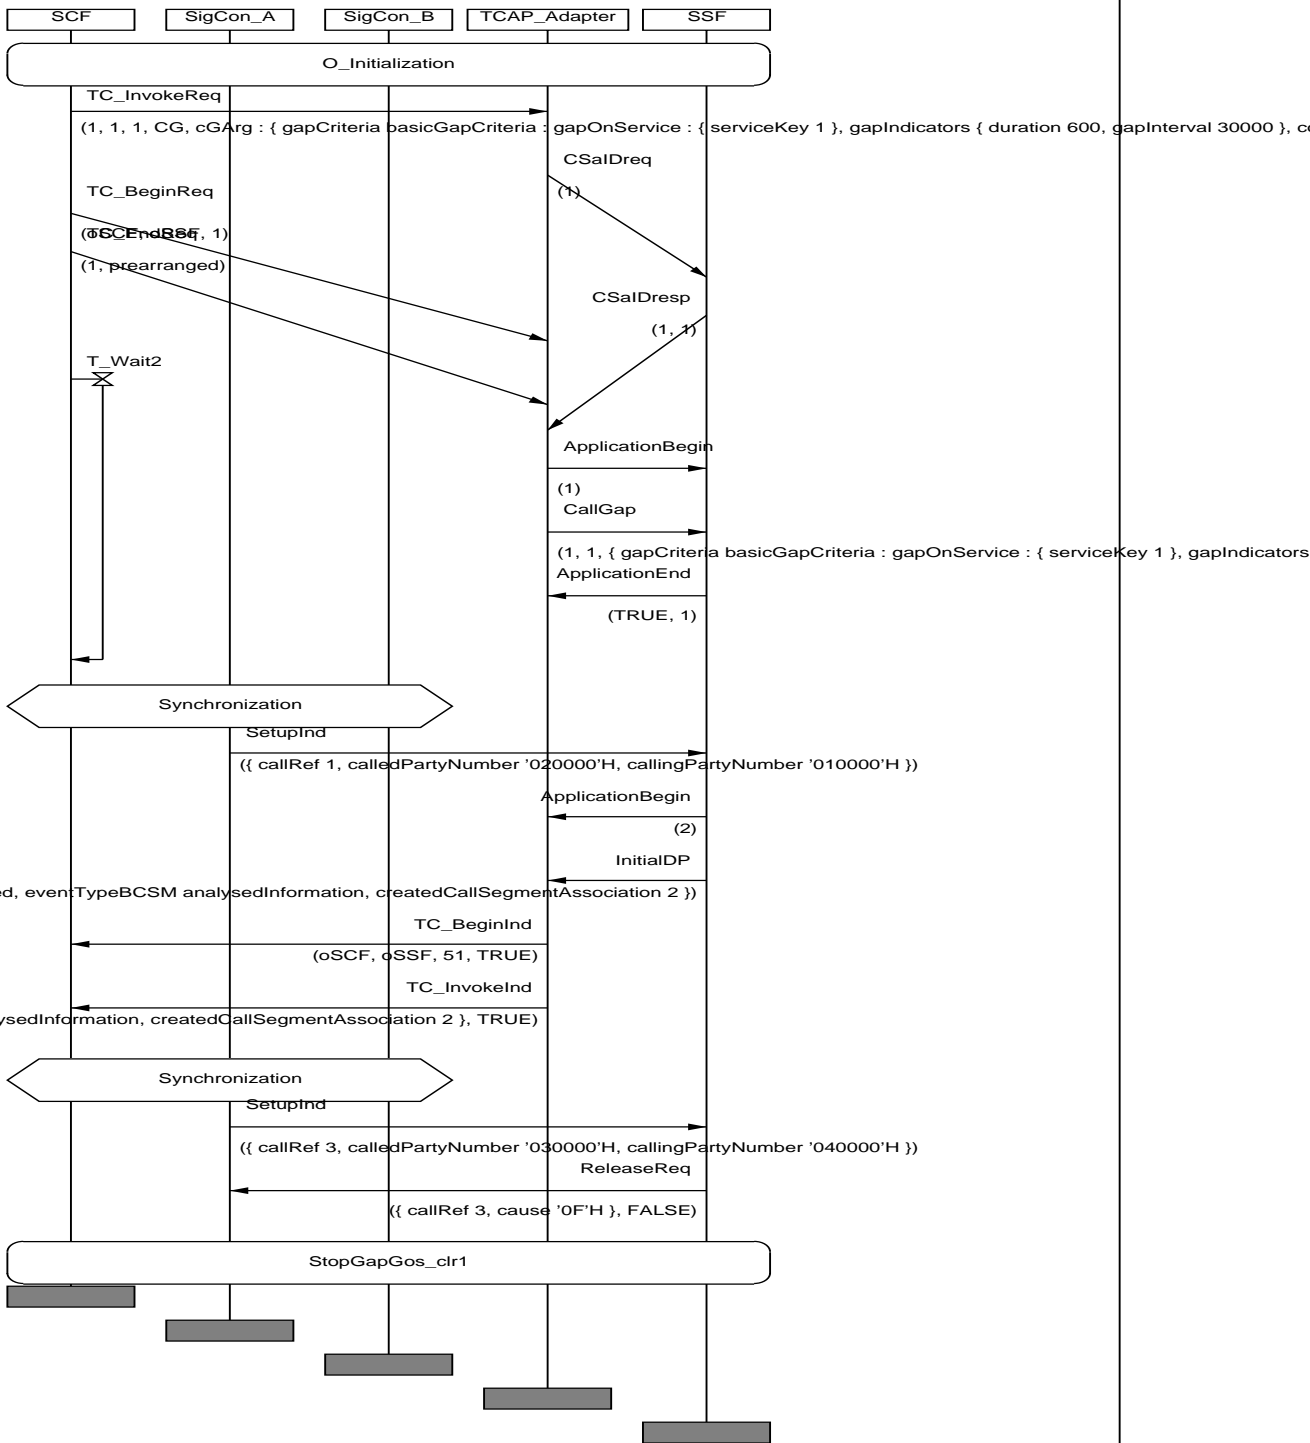 SCF SigCon_A SigCon_B TCAP_Adapter SSF
O_Initialization
TC_InvokeReq
(1, 1, 1, CG, cGArg : { gapCriteria basicGapCriteria : gapOnService : { serviceKey 1 }, gapIndicators { duration 600, gapInterval 30000 },
CSaIDreq
(1)
TC_BeginReq
(oSCF, oSSF, 1)
TC_EndReq
(1, prearranged)
CSaIDresp
(1, 1)
T_Wait2
ApplicationBegin
(1)
CallGap
(1, 1, { gapCriteria basicGapCriteria : gapOnService : { serviceKey 1 }, gapIndicators
ApplicationEnd
(TRUE, 1)
Synchronization
SetupInd
({ callRef 1, calledPartyNumber '020000'H, callingPartyNumber '010000'H })
ApplicationBegin
(2)
InitialDP
ed, eventTypeBCSM analysedInformation, createdCallSegmentAssociation 2 })
TC_BeginInd
(oSCF, oSSF, 51, TRUE)
TC_InvokeInd
ysedInformation, createdCallSegmentAssociation 2 }, TRUE)
Synchronization
SetupInd
({ callRef 3, calledPartyNumber '030000'H, callingPartyNumber '040000'H })
ReleaseReq
({ callRef 3, cause '0F'H }, FALSE)
StopGapGos_clr1